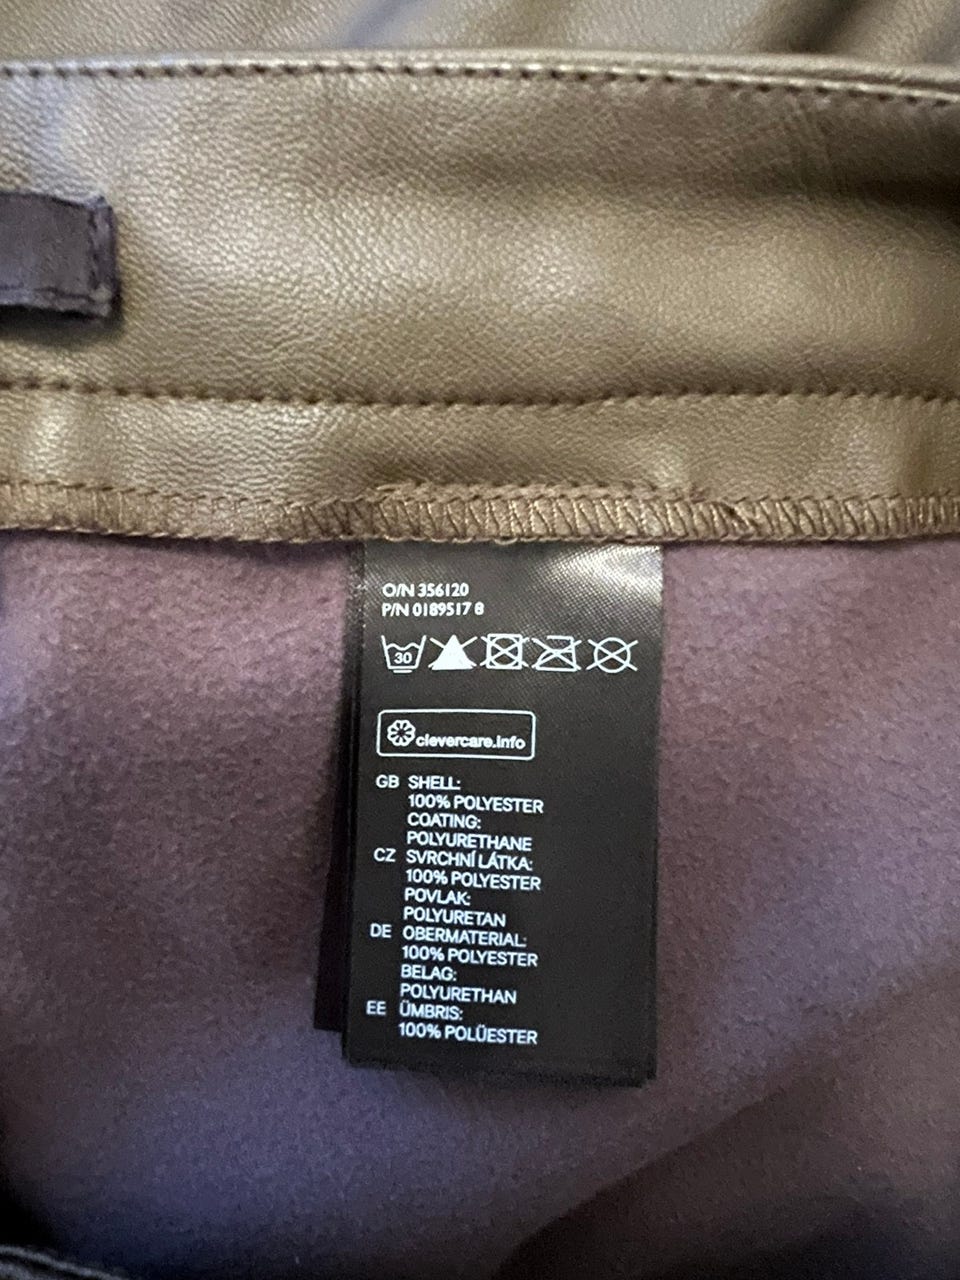 O/N 356120
P/N 0189517 8
30
clevercare.info
GB SHELL:
100% POLYESTER
COATING:
POLYURETHANE
CZ SVRCHNÍ LÁTKA:
100% POLYESTER
POVLAK:
POLYURETAN
DE OBERMATERIAL:
100% POLYESTER
BELAG:
POLYURETHAN
EE ÜMBRIS:
100% POLÜESTER